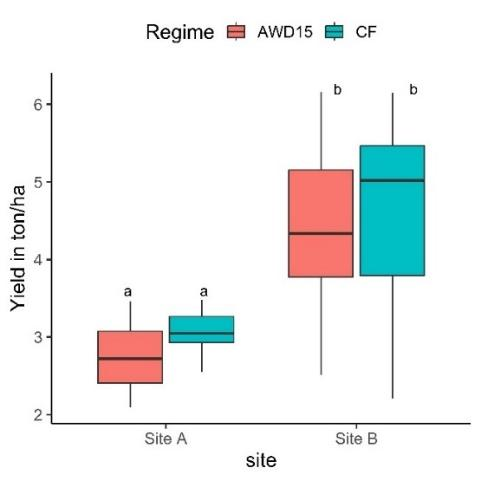 Regime AWD15 CF
b b
6
5
4
a a
3
2
Yield in ton/ha
Site A Site B
site